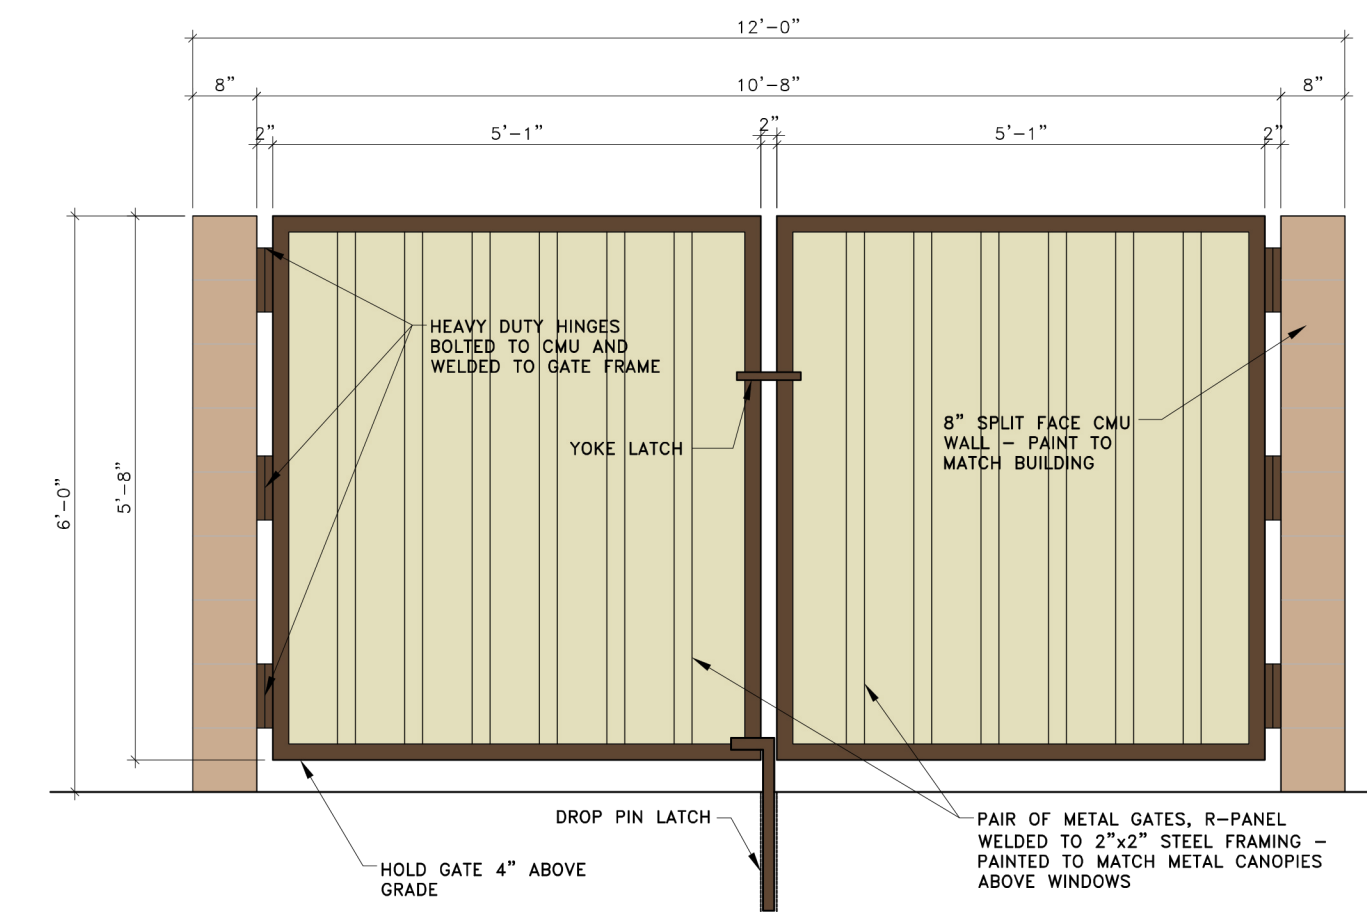 12’-0”
8”
10’-8”
8”
2”
5’-1”
2”
5’-1”
2”
6’-0”
5’-8”
HEAVY DUTY HINGES
BOLTED TO CMU AND
WELDED TO GATE FRAME
YOKE LATCH
8” SPLIT FACE CMU
WALL – PAINT TO
MATCH BUILDING
DROP PIN LATCH
HOLD GATE 4” ABOVE
GRADE
PAIR OF METAL GATES, R–PANEL
WELDED TO 2”x2” STEEL FRAMING –
PAINTED TO MATCH METAL CANOPIES
ABOVE WINDOWS